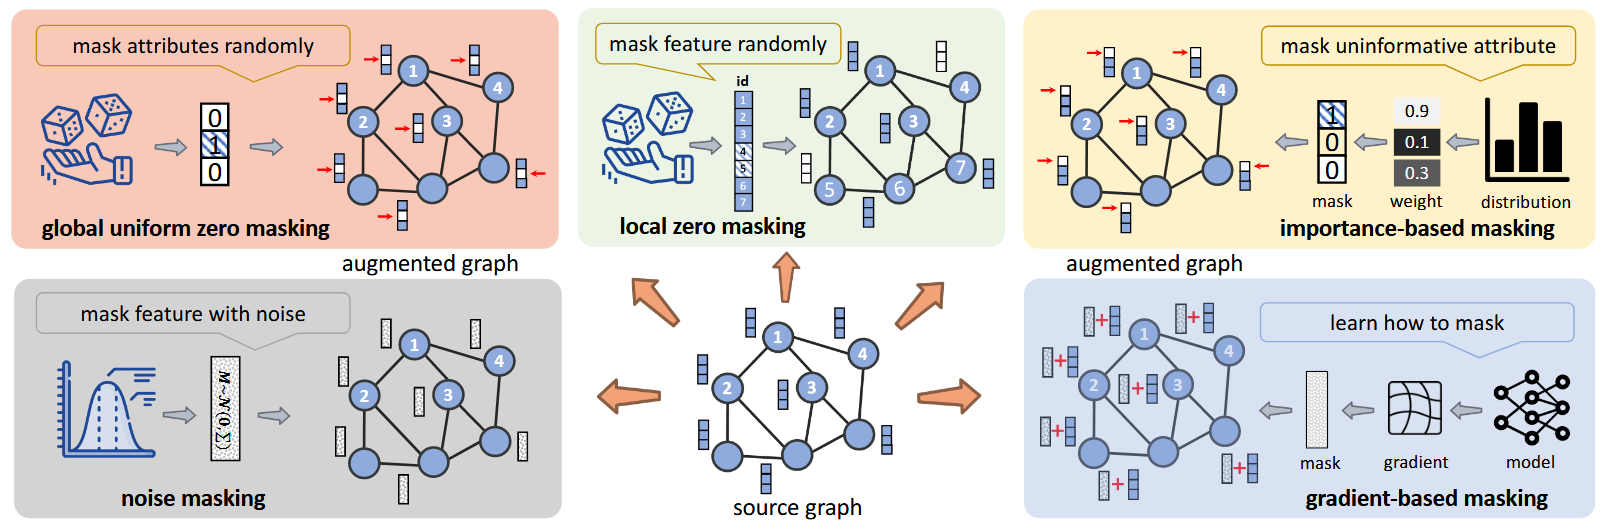 mask attributes randomly
0
1
0
1
2
3
4
global uniform zero masking
augmented graph
mask feature randomly
id
1
2
3
4
5
6
7
1
2
3
4
5
6
7
local zero masking
mask uninformative attribute
1
2
3
4
1
0
0
mask
0.9
0.1
0.3
weight
distribution
importance-based masking
augmented graph
mask feature with noise
M~N(0,Σ)
1
2
3
4
noise masking
1
2
3
4
source graph
learn how to mask
1
2
3
4
mask
gradient
model
gradient-based masking